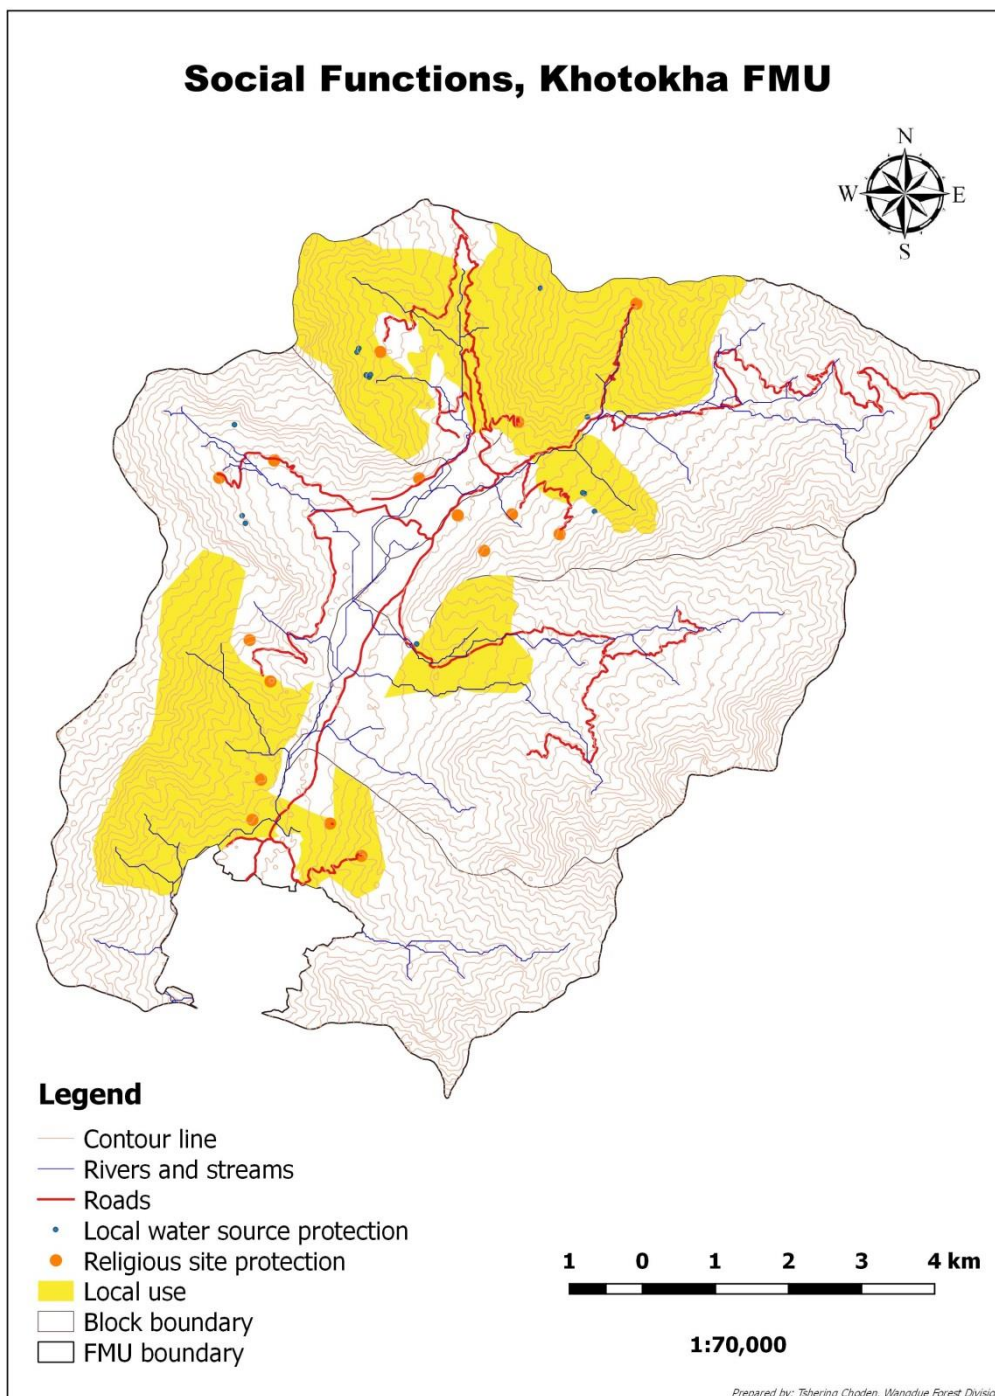 Social Functions, Khotokha FMU
N
W E
S
Legend
Contour line
Rivers and streams
Roads
Local water source protection
Religious site protection
Local use
Block boundary
FMU boundary
1 0 1 2 3 4 km
1:70,000
Prepared by: Tshering Choden, Wangdue Forest Divisio